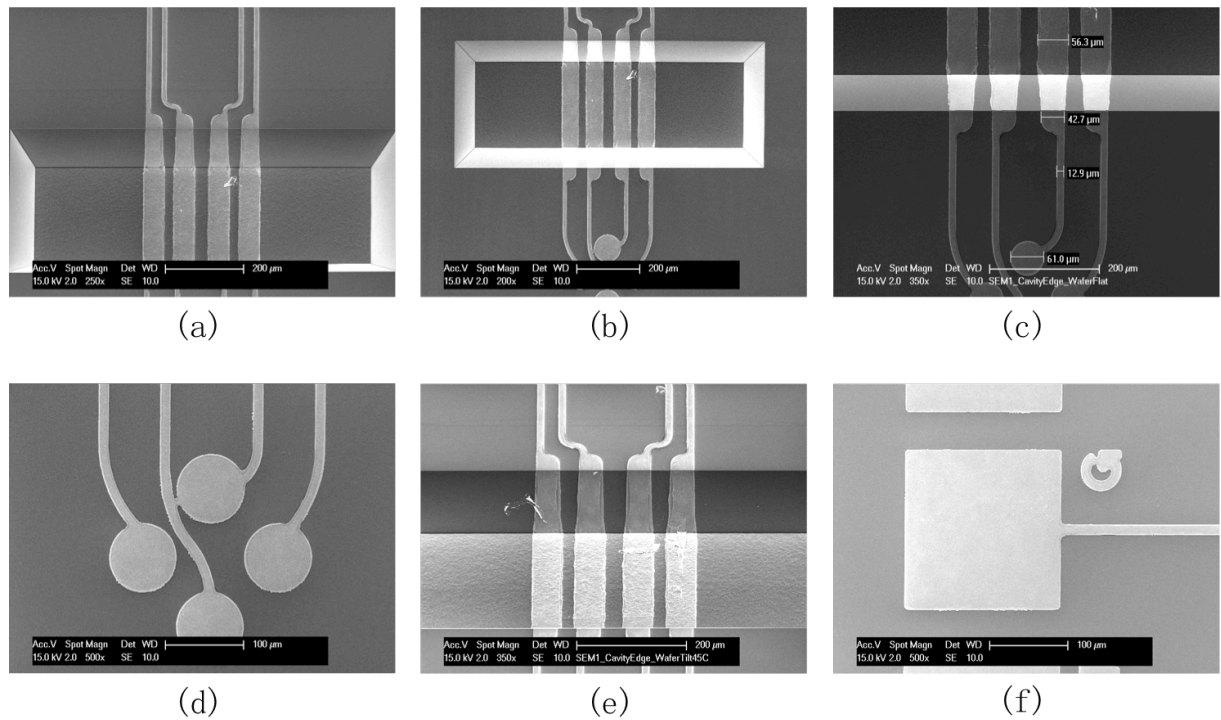 Acc.V Spot Magn Det WD 200 µm
15.0 kV 2.0 250x SE 10.0
(a)
Acc.V Spot Magn Det WD 200 µm
15.0 kV 2.0 200x SE 10.0
(b)
56.3 µm
42.7 µm
12.9 µm
61.0 µm
Acc.V Spot Magn Det WD 200 µm
15.0 kV 2.0 350x SE 10.0 SEM1_CavityEdge_WaferFlat
(c)
Acc.V Spot Magn Det WD 100 µm
15.0 kV 2.0 500x SE 10.0
(d)
Acc.V Spot Magn Det WD 200 µm
15.0 kV 2.0 350x SE 10.0 SEM1_CavityEdge_WaferTilt45C
(e)
Acc.V Spot Magn Det WD 100 µm
15.0 kV 2.0 500x SE 10.0
(f)